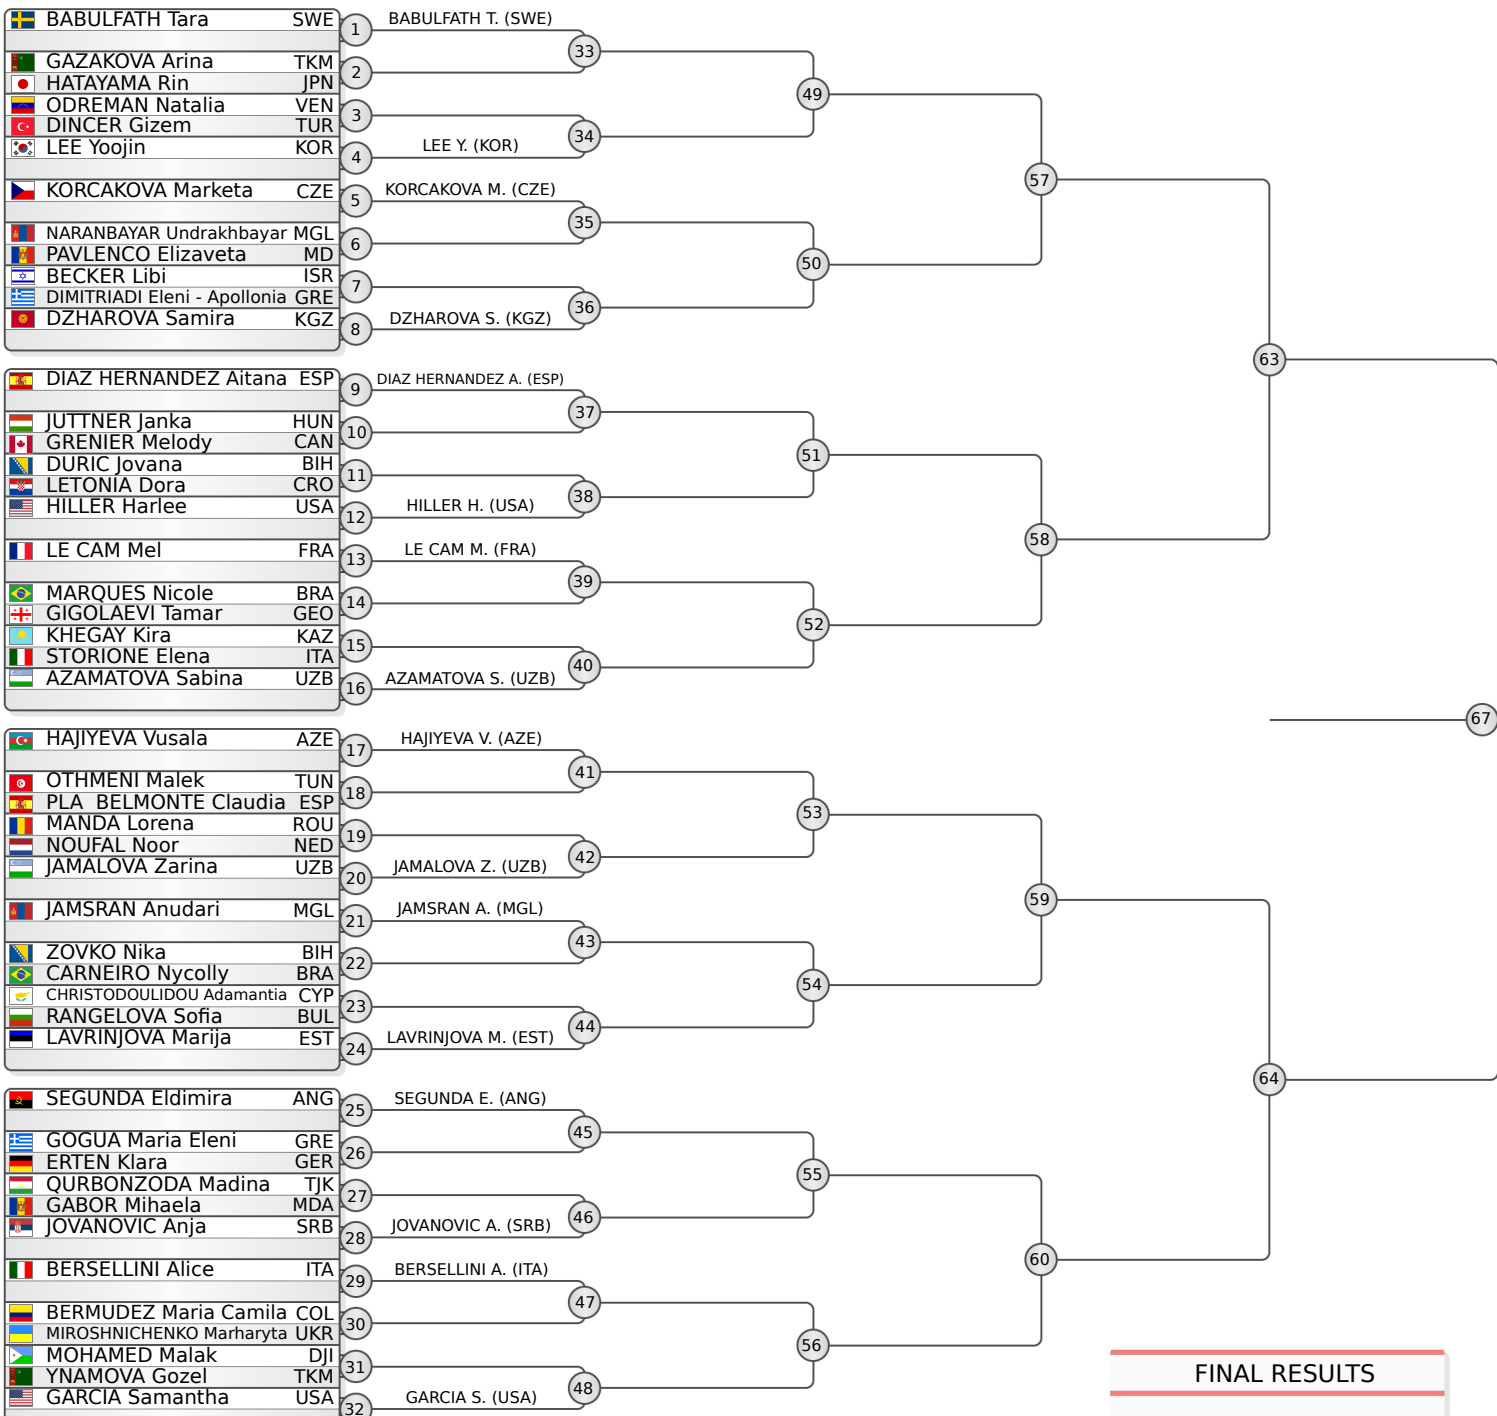 BABULFATH Tara SWE 1 BABULFATH T. (SWE)
33
GAZAKOVA Arina TKM
2
HATAYAMA Rin JPN
49
ODREMAN Natalia VEN
3
DINCER Gizem TUR
34
LEE Yoojin KOR 4 LEE Y. (KOR)
57
KORCAKOVA Marketa CZE 5 KORCAKOVA M. (CZE)
35
NARANBAYAR Undrakhbayar MGL
6
PAVLENCO Elizaveta MD
50
BECKER Libi ISR
7
DIMITRIADI Eleni - Apollonia GRE
36
DZHAROVA Samira KGZ 8 DZHAROVA S. (KGZ)
63
DIAZ HERNANDEZ Aitana ESP 9 DIAZ HERNANDEZ A. (ESP)
37
JUTTNER Janka HUN
10
GRENIER Melody CAN
51
DURIC Jovana BIH
11
LETONIA Dora CRO
38
HILLER Harlee USA 12 HILLER H. (USA)
58
LE CAM Mel FRA 13 LE CAM M. (FRA)
39
MARQUES Nicole BRA
14
GIGOLAEVI Tamar GEO
52
KHEGAY Kira KAZ
15
STORIONE Elena ITA
40
AZAMATOVA Sabina UZB 16 AZAMATOVA S. (UZB)
67
HAJIYEVA Vusala AZE 17 HAJIYEVA V. (AZE)
41
OTHMENI Malek TUN
18
PLA  BELMONTE Claudia ESP
53
MANDA Lorena ROU
19
NOUFAL Noor NED
42
JAMALOVA Zarina UZB 20 JAMALOVA Z. (UZB)
59
JAMSRAN Anudari MGL 21 JAMSRAN A. (MGL)
43
ZOVKO Nika BIH
22
CARNEIRO Nycolly BRA
54
CHRISTODOULIDOU Adamantia CYP
23
RANGELOVA Sofia BUL
44
LAVRINJOVA Marija EST 24 LAVRINJOVA M. (EST)
64
SEGUNDA Eldimira ANG 25 SEGUNDA E. (ANG)
45
GOGUA Maria Eleni GRE
26
ERTEN Klara GER
55
QURBONZODA Madina TJK
27
GABOR Mihaela MDA
46
JOVANOVIC Anja SRB 28 JOVANOVIC A. (SRB)
60
BERSELLINI Alice ITA 29 BERSELLINI A. (ITA)
47
BERMUDEZ Maria Camila COL
30
MIROSHNICHENKO Marharyta UKR
56
MOHAMED Malak DJI
31
YNAMOVA Gozel TKM
48
GARCIA Samantha USA 32 GARCIA S. (USA)
FINAL RESULTS